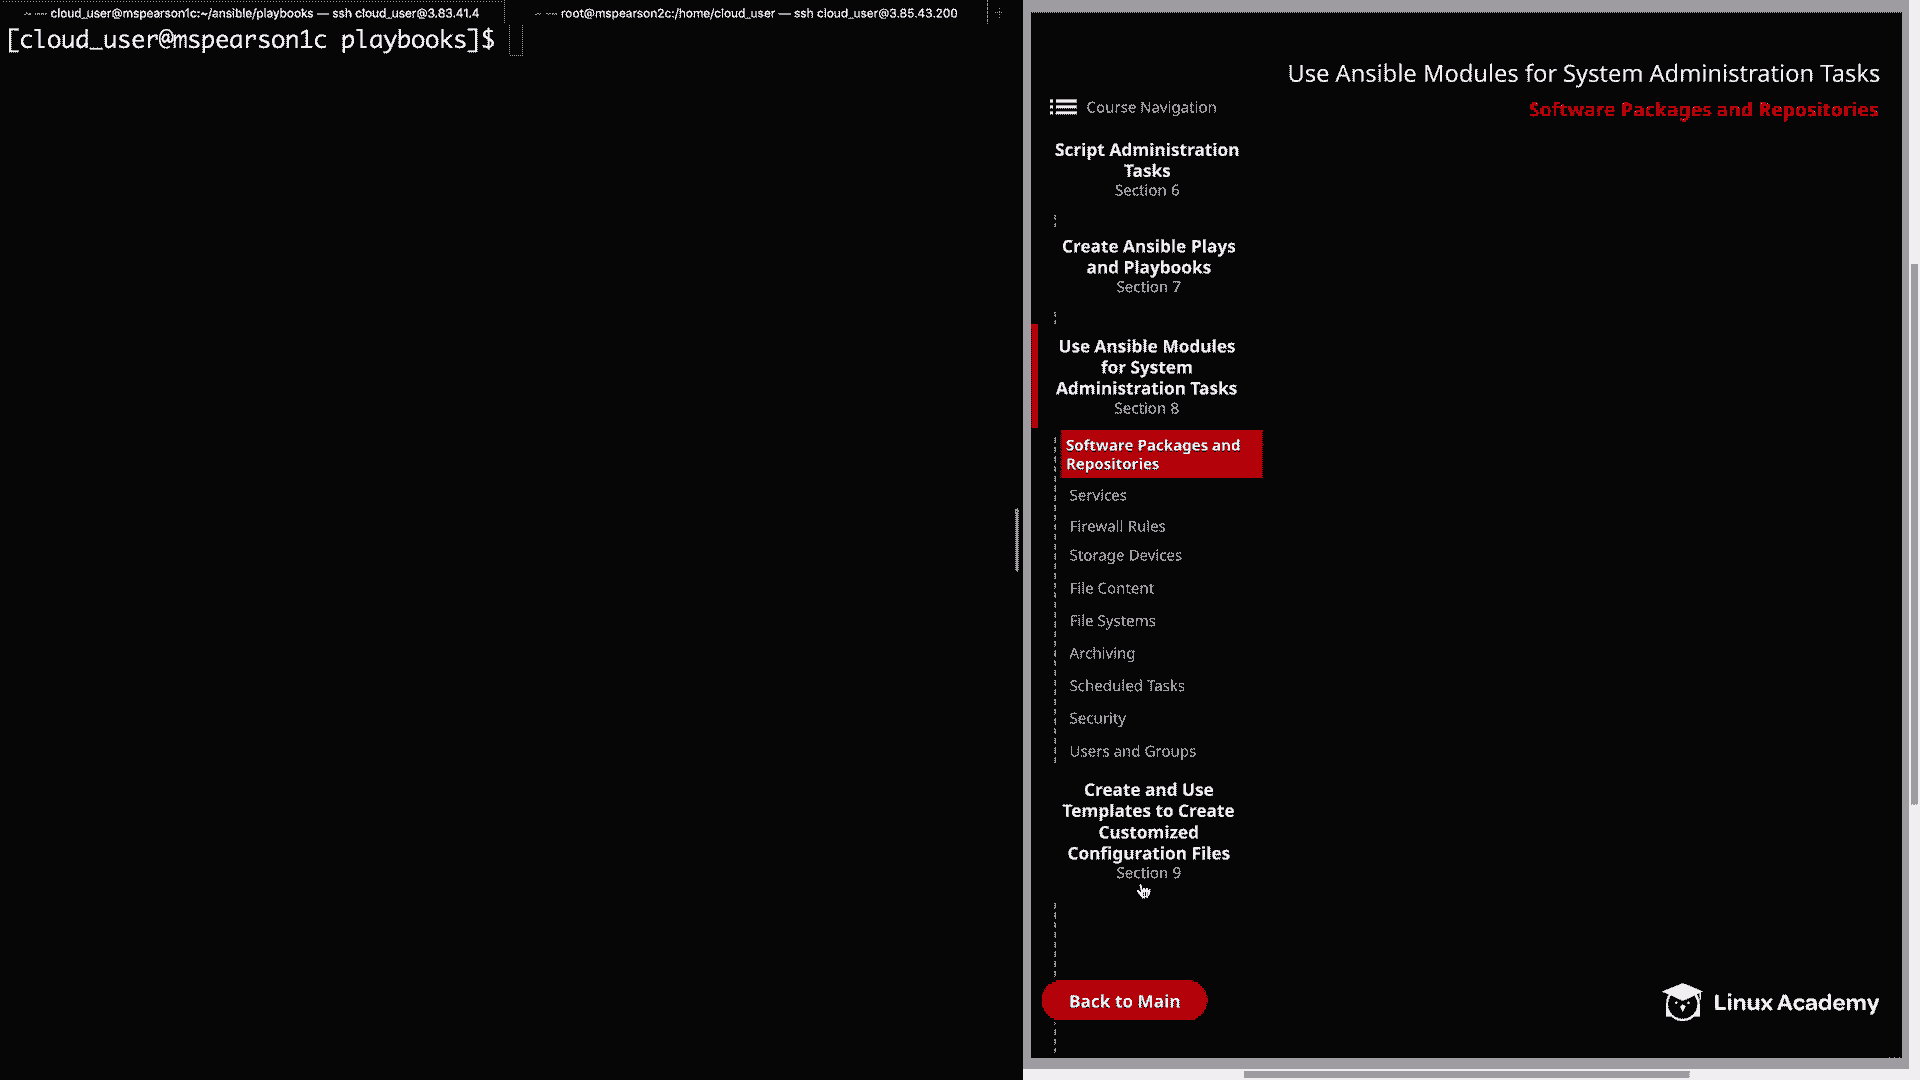 cloud_user@mspearson1c:~/ansible/playbooks — ssh cloud_user@3.83.41.4
root@mspearson2c:/home/cloud_user — ssh cloud_user@3.85.43.200
[cloud_user@mspearson1c playbooks]$
Use Ansible Modules for System Administration Tasks
Software Packages and Repositories
Course Navigation
Script Administration
Tasks
Section 6
Create Ansible Plays
and Playbooks
Section 7
Use Ansible Modules
for System
Administration Tasks
Section 8
Software Packages and
Repositories
Services
Firewall Rules
Storage Devices
File Content
File Systems
Archiving
Scheduled Tasks
Security
Users and Groups
Create and Use
Templates to Create
Customized
Configuration Files
Section 9
Back to Main
Linux Academy